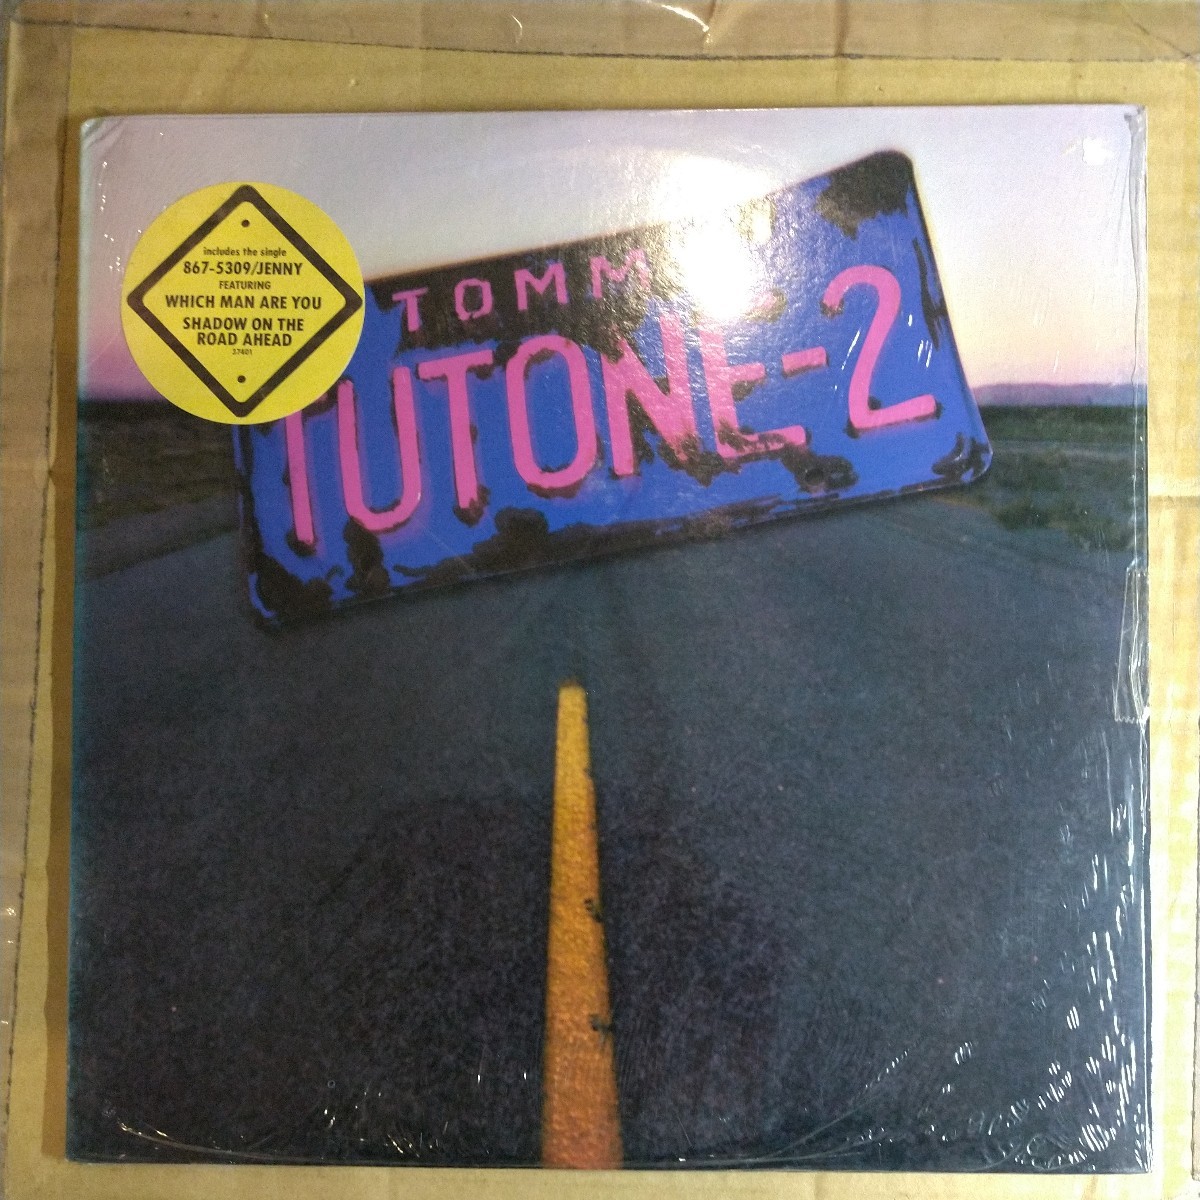 includes the single
867-5309/JENNY
FEATURING
WHICH MAN ARE YOU
SHADOW ON THE
ROAD AHEAD
37401
TOMM
TUTONE-2